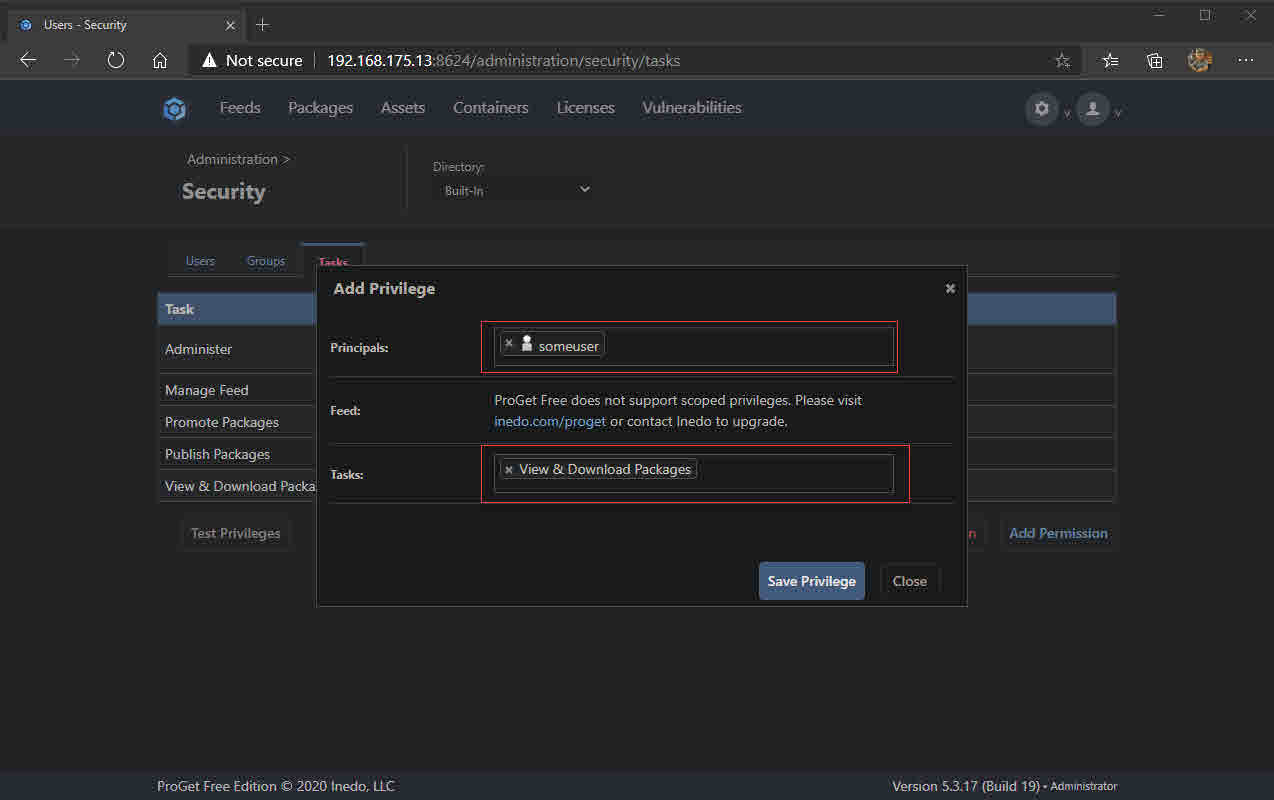 Users - Security
Not secure 192.168.175.13:8624/administration/security/tasks
Feeds Packages Assets Containers Licenses Vulnerabilities
Administration >
Security
Directory:
Built-In
Users Groups Tasks
Task
Administer
Manage Feed
Promote Packages
Publish Packages
View & Download Packa
Test Privileges
n
Add Permission
Add Privilege
Principals:
someuser
Feed:
ProGet Free does not support scoped privileges. Please visit
inedo.com/proget or contact Inedo to upgrade.
Tasks:
View & Download Packages
Save Privilege Close
ProGet Free Edition © 2020 Inedo, LLC
Version 5.3.17 (Build 19) • Administrator